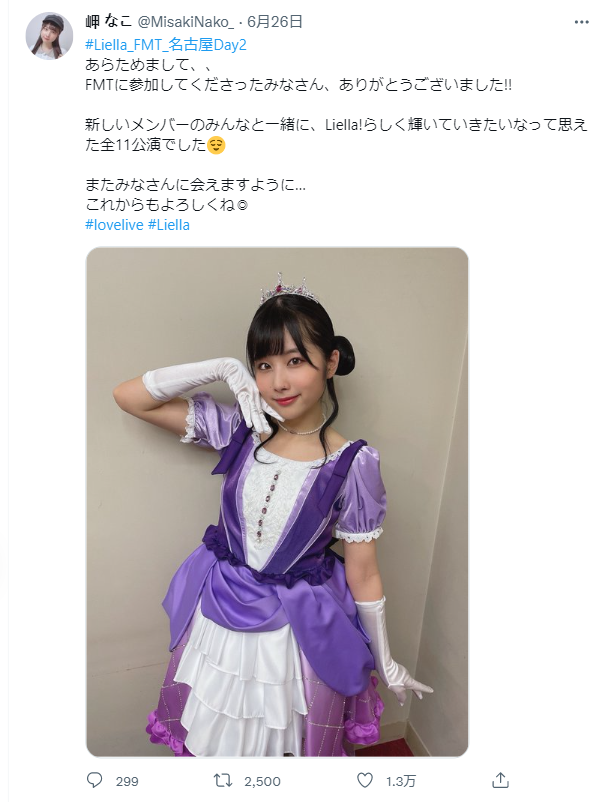 岬 なこ @MisakiNako_ · 6月26日
#Liella_FMT_名古屋Day2
あらためまして、、
FMTに参加してくださったみなさん、ありがとうございました!!
新しいメンバーのみんなと一緒に、Liella!らしく輝いていきたいなって思え
た全11公演でした😌
またみなさんに会えますように...
これからもよろしくね☺
#lovelive #Liella
299 2,500 1.3万